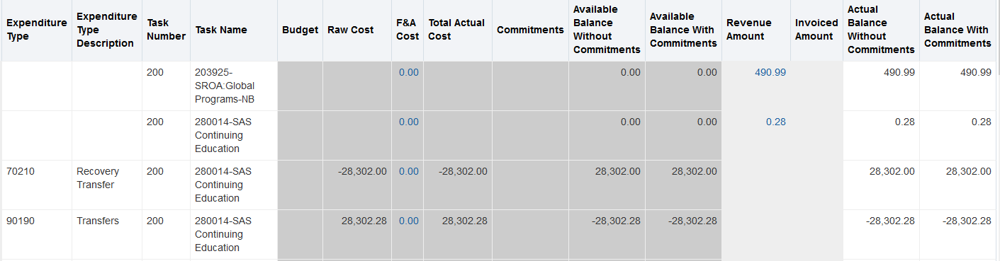 Expenditure Type | Expenditure Type Description | Task Number | Task Name | Budget | Raw Cost | F&A Cost | Total Actual Cost | Commitments | Available Balance Without Commitments | Available Balance With Commitments | Revenue Amount | Invoiced Amount | Actual Balance Without Commitments | Actual Balance With Commitments
200 | 203925-SROA:Global Programs-NB | 0.00 | 0.00 | 0.00 | 490.99 | 490.99 | 490.99
200 | 280014-SAS Continuing Education | 0.00 | 0.00 | 0.00 | 0.28 | 0.28 | 0.28
70210 | Recovery Transfer | 200 | 280014-SAS Continuing Education | -28,302.00 | 0.00 | -28,302.00 | 28,302.00 | 28,302.00 | 28,302.00 | 28,302.00
90190 | Transfers | 200 | 280014-SAS Continuing Education | 28,302.28 | 0.00 | 28,302.28 | -28,302.28 | -28,302.28 | -28,302.28 | -28,302.28